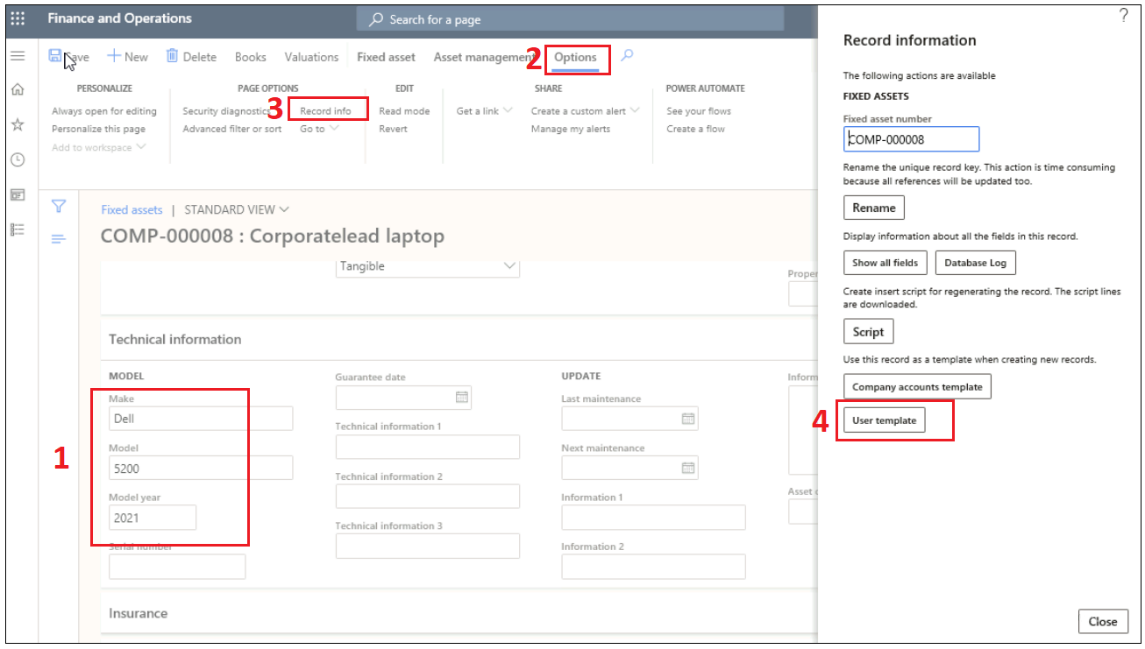 Finance and Operations
Search for a page
?
Save
New
Delete
Books
Valuations
Fixed asset
Asset management
2
Options
PERSONALIZE
Always open for editing
Personalize this page
Add to workspace
PAGE OPTIONS
Security diagnostics
3
Record info
Advanced filter or sort
Go to
EDIT
Read mode
Revert
Get a link
SHARE
Create a custom alert
Manage my alerts
POWER AUTOMATE
See your flows
Create a flow
Fixed assets | STANDARD VIEW
COMP-000008 : Corporatelead laptop
Tangible
Proper
Technical information
1
MODEL
Make
Dell
Model
5200
Model year
2021
Serial number
Guarantee date
Technical information 1
Technical information 2
Technical information 3
UPDATE
Last maintenance
Next maintenance
Information 1
Information 2
Inform
Asset
Insurance
Record information
The following actions are available
FIXED ASSETS
Fixed asset number
COMP-000008
Rename the unique record key. This action is time consuming
because all references will be updated too.
Rename
Display information about all the fields in this record.
Show all fields
Database Log
Create insert script for regenerating the record. The script lines
are downloaded.
Script
Use this record as a template when creating new records.
Company accounts template
4
User template
Close